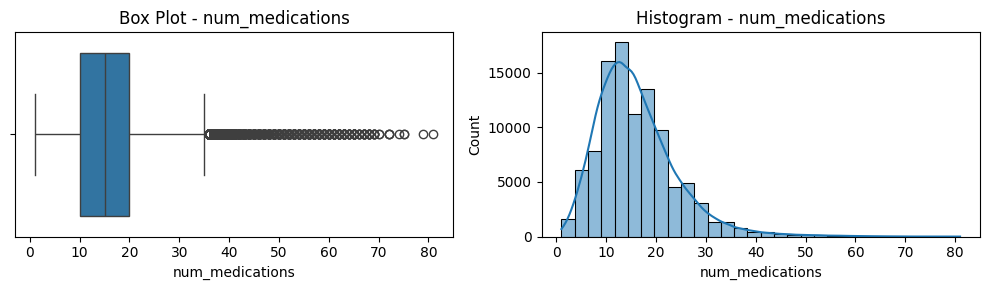 Box Plot - num_medications
0 10 20 30 40 50 60 70 80
num_medications
Histogram - num_medications
Count
15000
10000
5000
0
0 10 20 30 40 50 60 70 80
num_medications